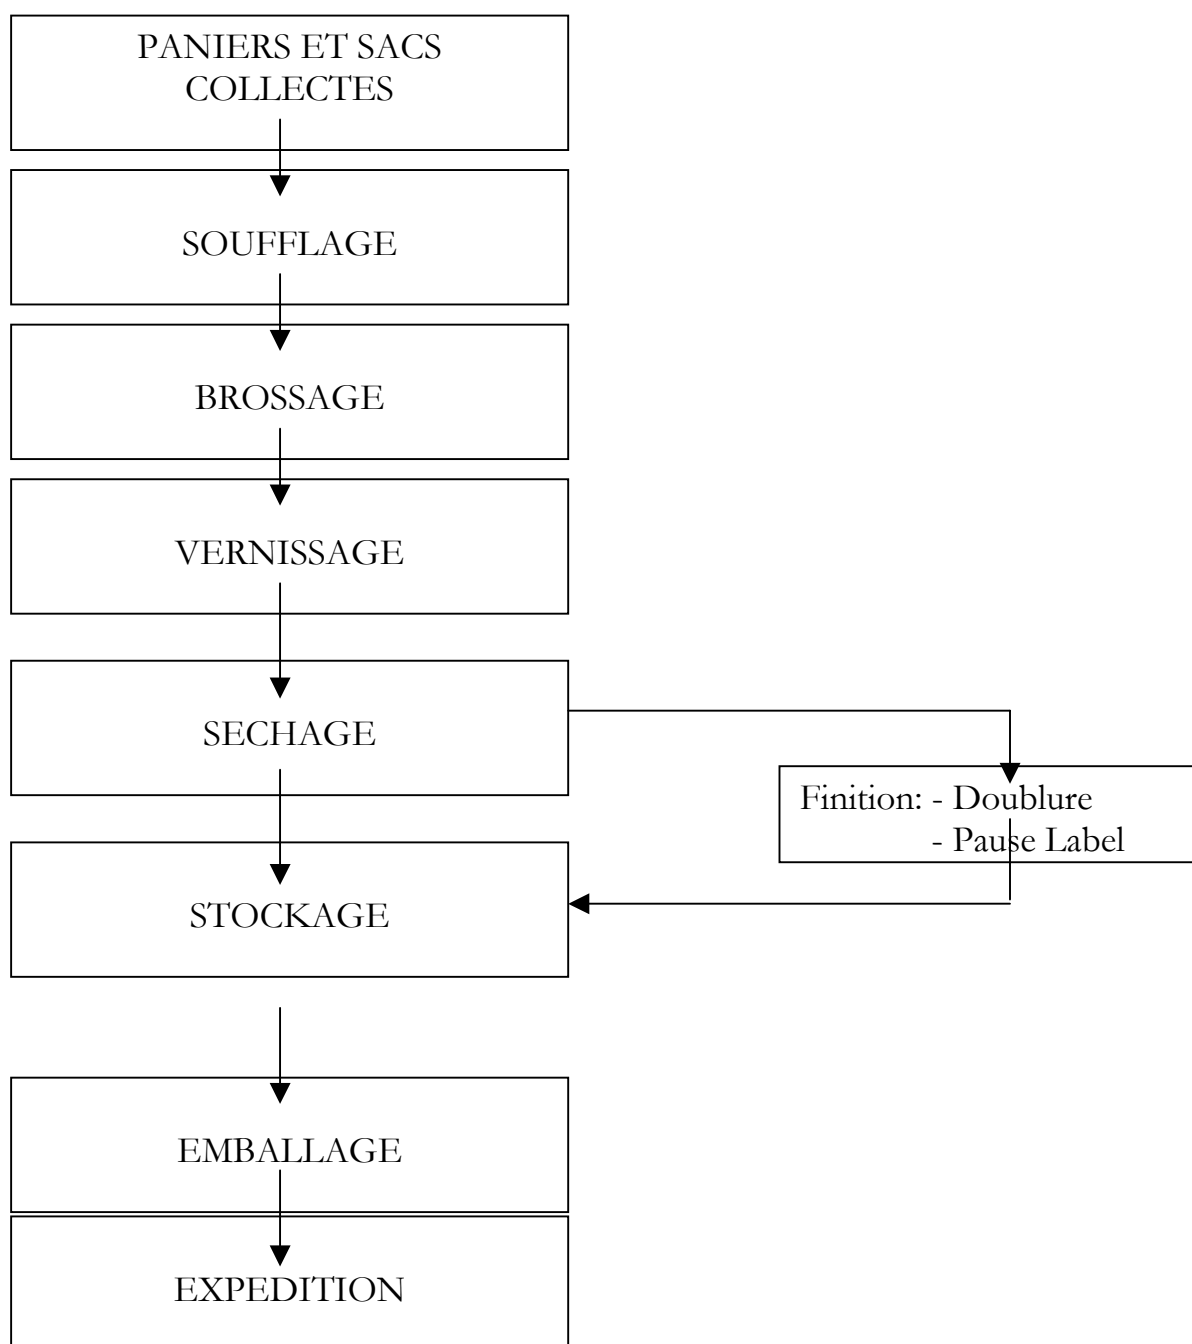 PANIERS ET SACS
COLLECTES
SOUFFLAGE
BROSSAGE
VERNISSAGE
SECHAGE
Finition: - Doublure
- Pause Label
STOCKAGE
EMBALLAGE
EXPEDITION